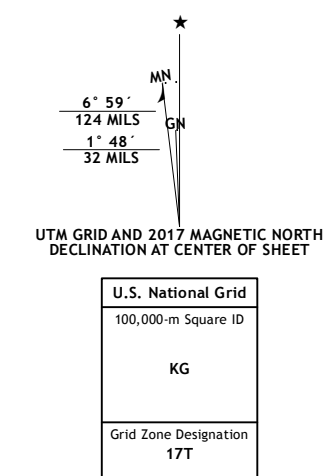 ★
MN
GN
6° 59´
124 MILS
1° 48´
32 MILS
UTM GRID AND 2017 MAGNETIC NORTH
DECLINATION AT CENTER OF SHEET
U.S. National Grid
100,000-m Square ID
KG
Grid Zone Designation
17T